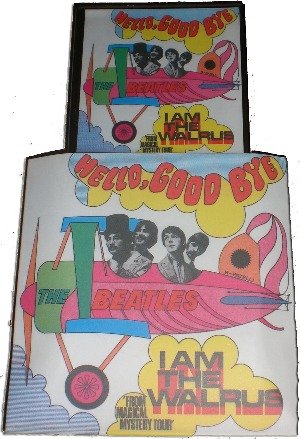 HELLO, GOOD BYE
THE BEATLES
I AM
THE
WALRUS
"FROM
MAGICAL
MYSTERY TOUR"
HELLO, GOOD BYE
THE BEATLES
I AM
THE
WALRUS
"FROM
MAGICAL
MYSTERY TOUR"